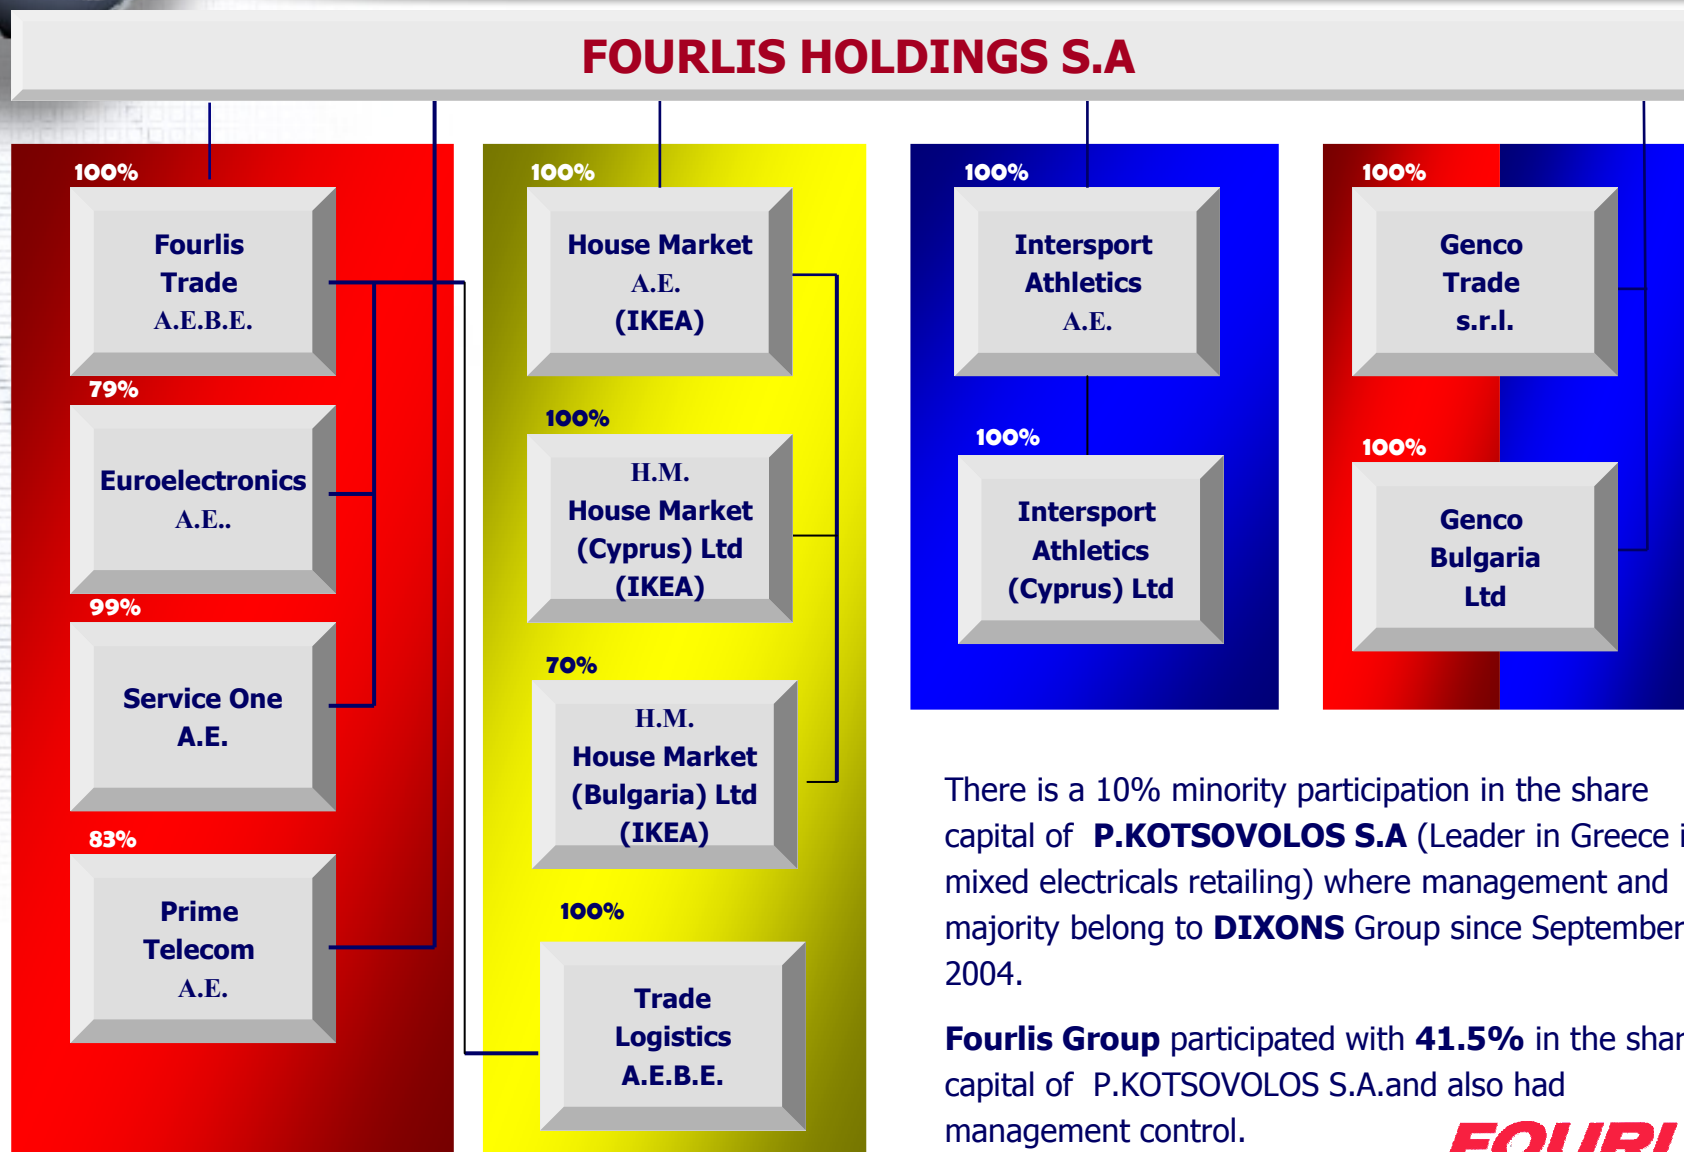 FOURLIS HOLDINGS S.A
100%
Fourlis
Trade
A.E.B.E.
79%
Euroelectronics
A.E..
99%
Service One
A.E.
83%
Prime
Telecom
A.E.
100%
House Market
A.E.
(IKEA)
100%
H.M.
House Market
(Cyprus) Ltd
(IKEA)
70%
H.M.
House Market
(Bulgaria) Ltd
(IKEA)
100%
Trade
Logistics
A.E.B.E.
100%
Intersport
Athletics
A.E.
100%
Intersport
Athletics
(Cyprus) Ltd
100%
Genco
Trade
s.r.l.
100%
Genco
Bulgaria
Ltd
There is a 10% minority participation in the share
capital of P.KOTSOVOLOS S.A (Leader in Greece i
mixed electricals retailing) where management and
majority belong to DIXONS Group since September
2004.
Fourlis Group participated with 41.5% in the shar
capital of P.KOTSOVOLOS S.A.and also had
management control.
FOURL